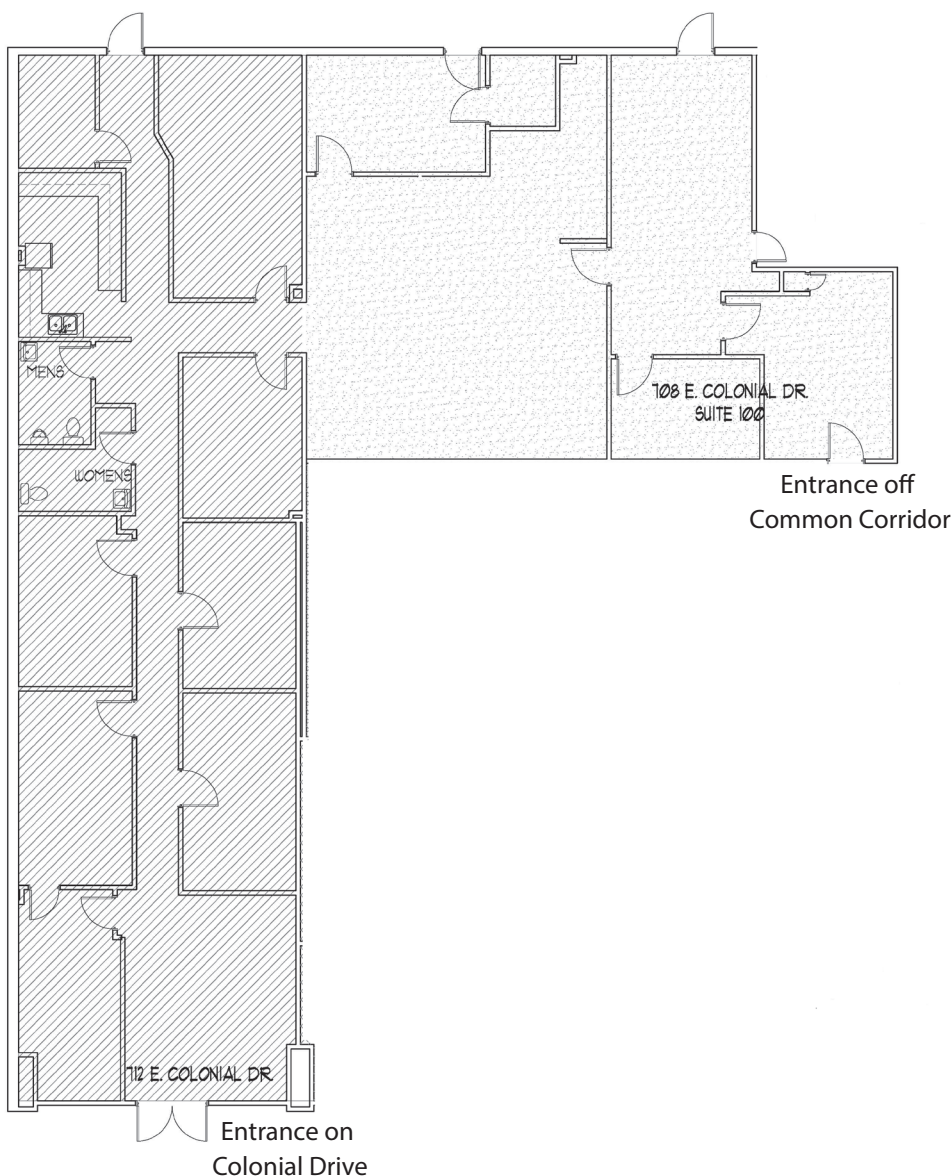 MENS
708 E. COLONIAL DR.
SUITE 100
WOMENS
Entrance off
Common Corridor
712 E. COLONIAL DR.
Entrance on
Colonial Drive